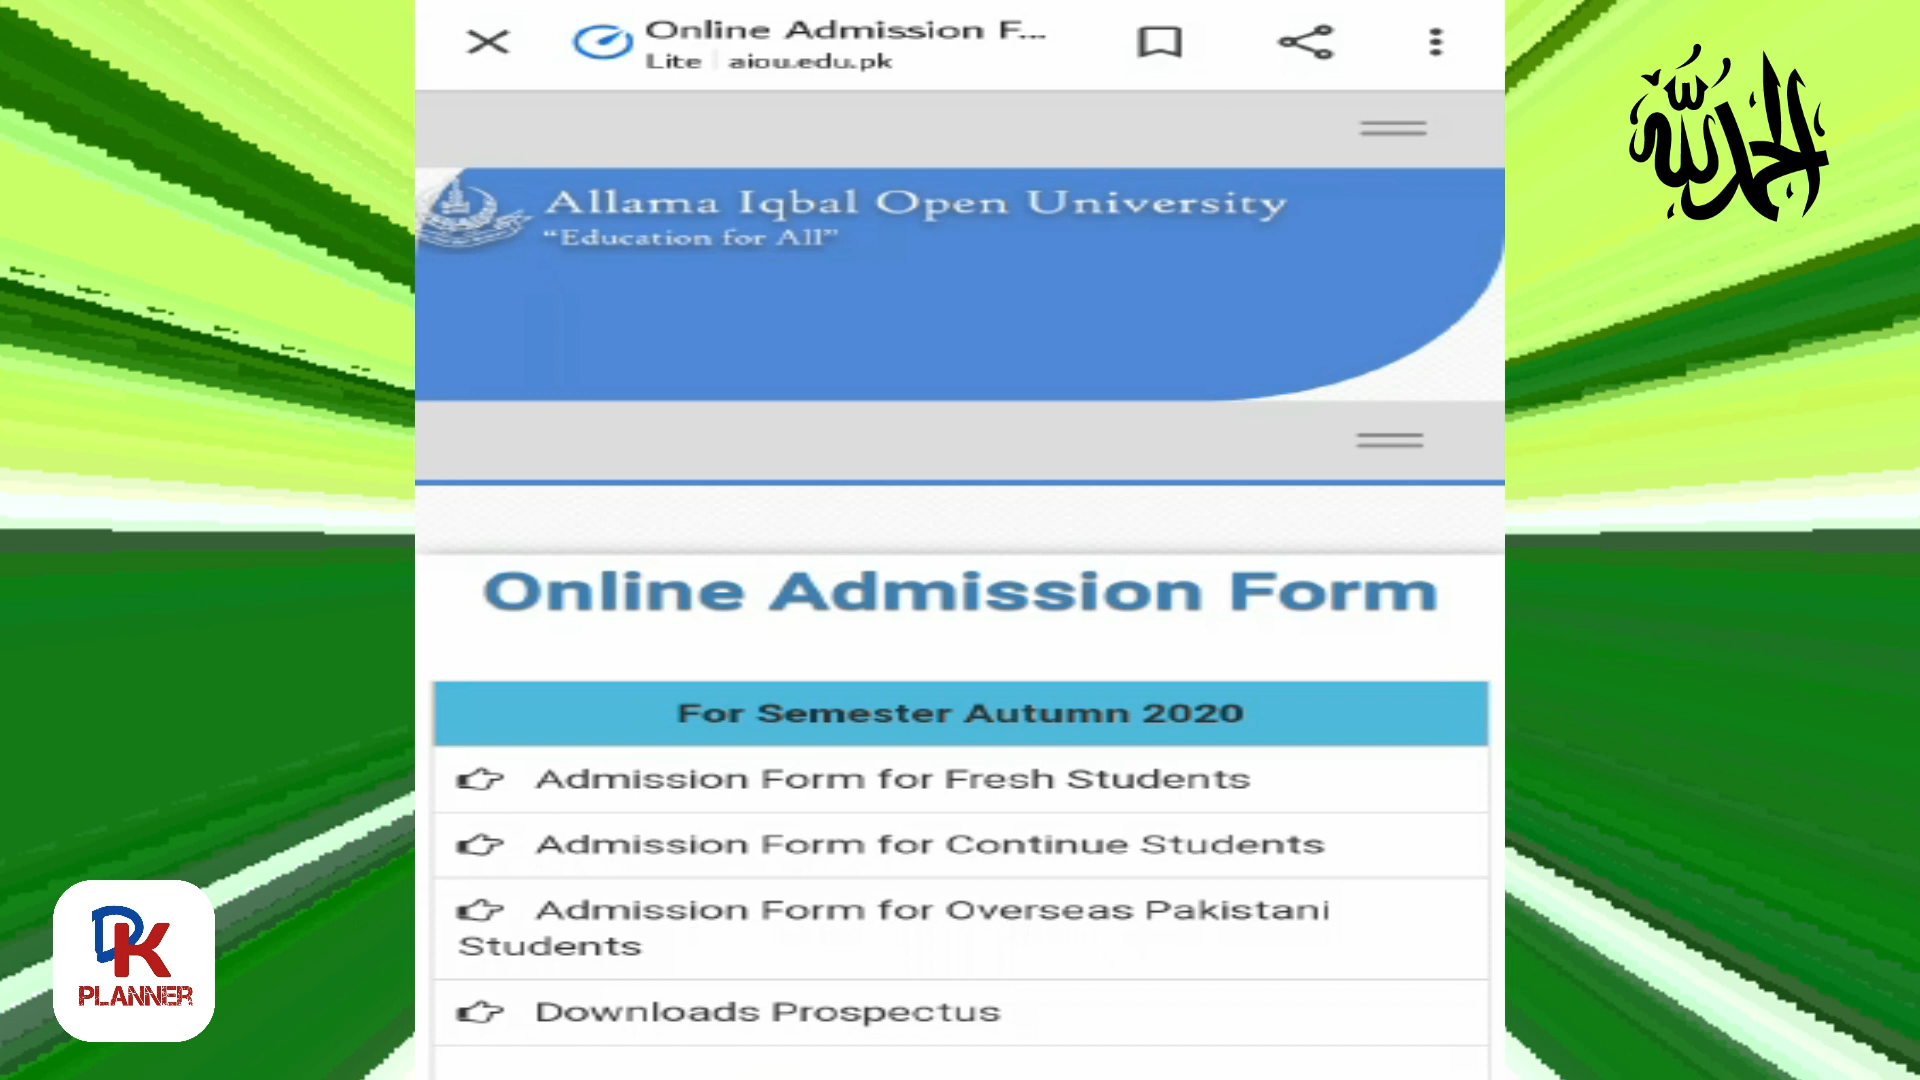 Online Admission F...
Lite aiou.edu.pk
الحمدلله
Allama Iqbal Open University
“Education for All”
Online Admission Form
For Semester Autumn 2020
Admission Form for Fresh Students
Admission Form for Continue Students
Admission Form for Overseas Pakistani
Students
Downloads Prospectus
DK
PLANNER